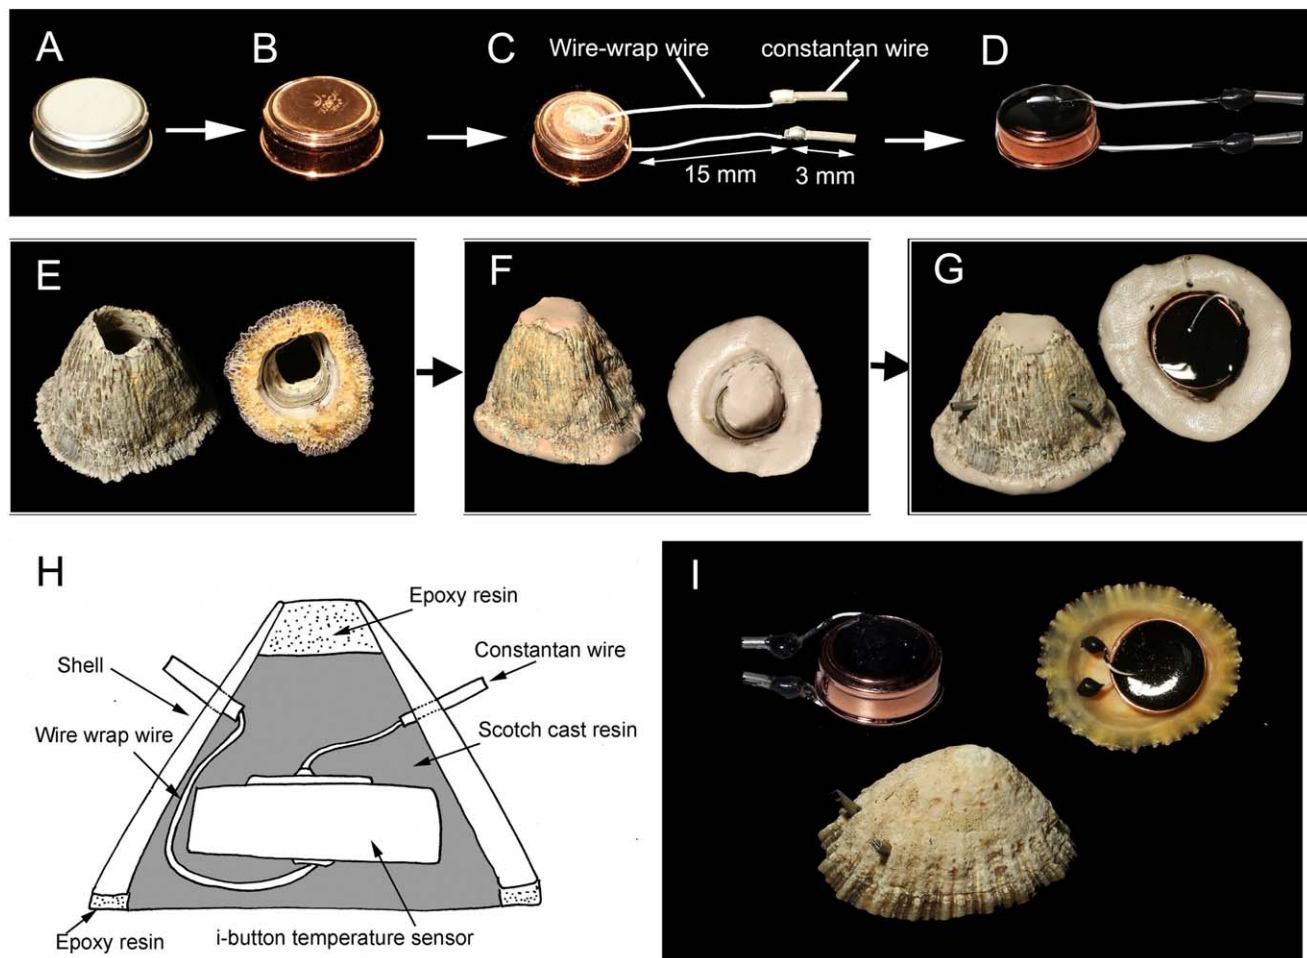 A
B
C
Wire-wrap wire
constantan wire
D
15 mm
3 mm
E
F
G
H
Epoxy resin
Shell
Constantan wire
Wire wrap wire
Scotch cast resin
Epoxy resin
i-button temperature sensor
I